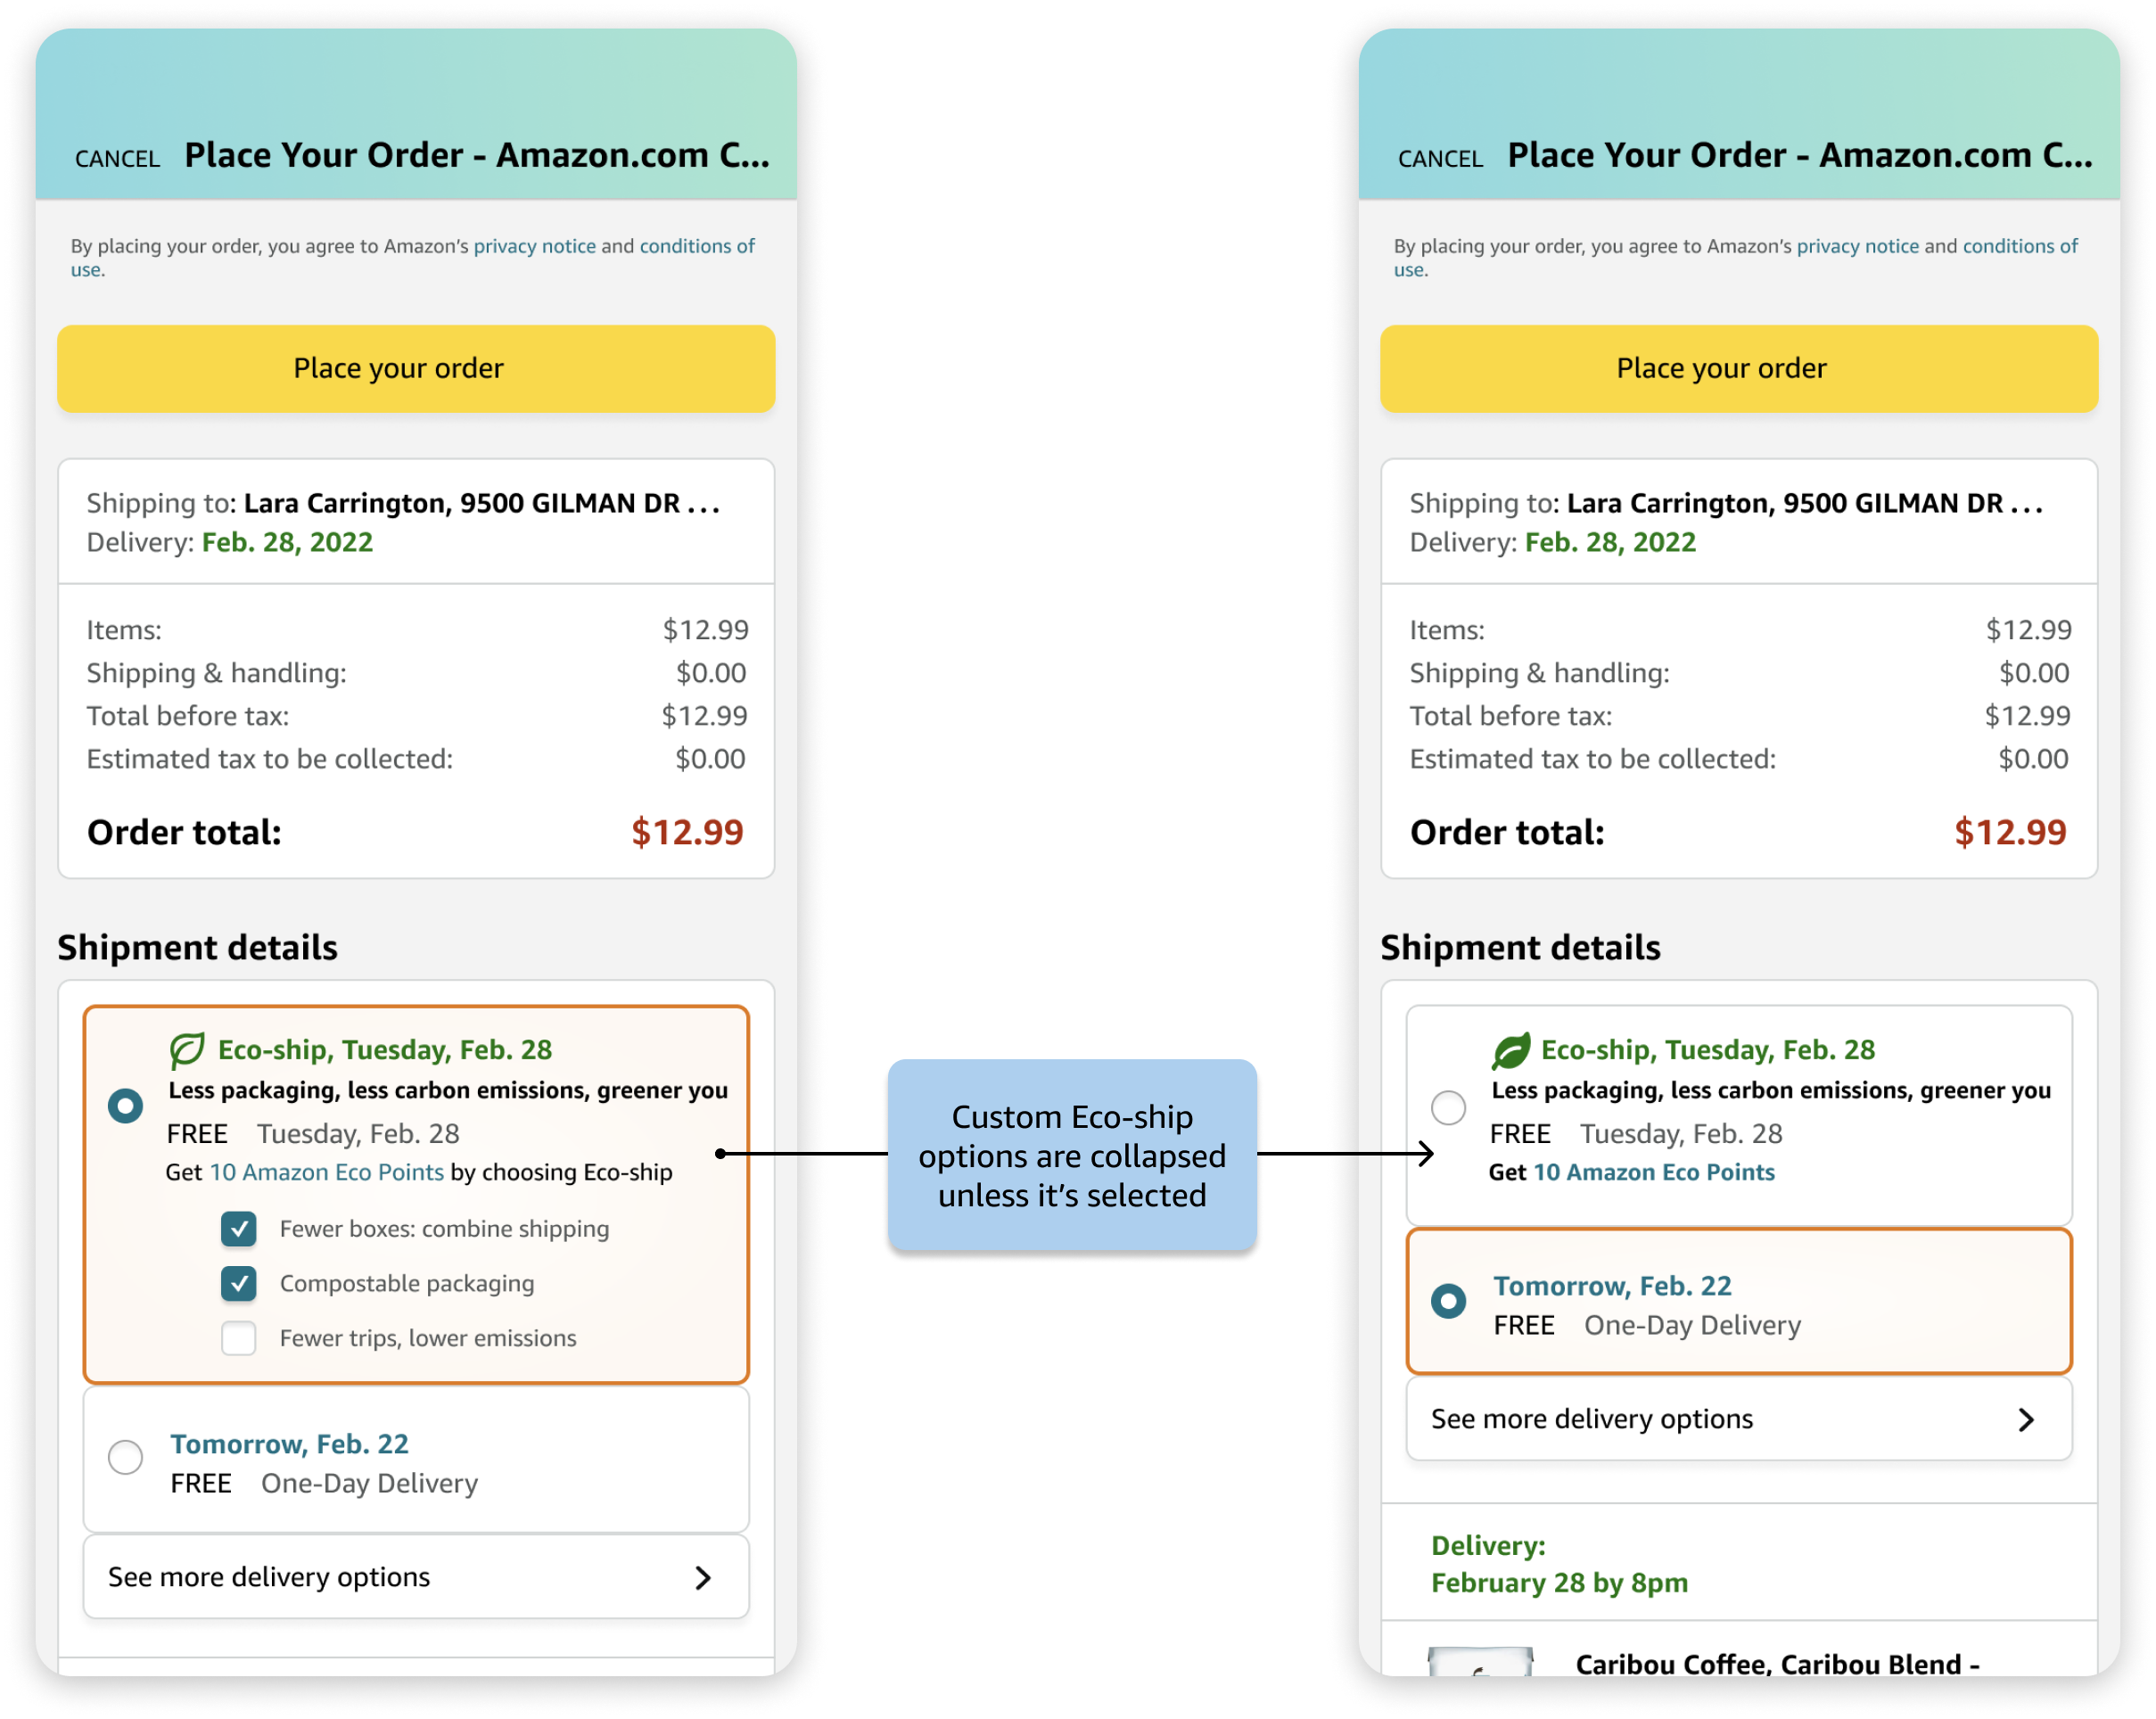 CANCEL Place Your Order - Amazon.com C...
By placing your order, you agree to Amazon’s privacy notice and conditions of
use.
Place your order
Shipping to: Lara Carrington, 9500 GILMAN DR ...
Delivery: Feb. 28, 2022
Items: $12.99
Shipping & handling: $0.00
Total before tax: $12.99
Estimated tax to be collected: $0.00
Order total: $12.99
Shipment details
Eco-ship, Tuesday, Feb. 28
Less packaging, less carbon emissions, greener you
FREE Tuesday, Feb. 28
Get 10 Amazon Eco Points by choosing Eco-ship
Fewer boxes: combine shipping
Compostable packaging
Fewer trips, lower emissions
Tomorrow, Feb. 22
FREE One-Day Delivery
See more delivery options
Custom Eco-ship
options are collapsed
unless it’s selected
CANCEL Place Your Order - Amazon.com C...
By placing your order, you agree to Amazon’s privacy notice and conditions of
use.
Place your order
Shipping to: Lara Carrington, 9500 GILMAN DR ...
Delivery: Feb. 28, 2022
Items: $12.99
Shipping & handling: $0.00
Total before tax: $12.99
Estimated tax to be collected: $0.00
Order total: $12.99
Shipment details
Eco-ship, Tuesday, Feb. 28
Less packaging, less carbon emissions, greener you
FREE Tuesday, Feb. 28
Get 10 Amazon Eco Points
Tomorrow, Feb. 22
FREE One-Day Delivery
See more delivery options
Delivery:
February 28 by 8pm
Caribou Coffee, Caribou Blend -